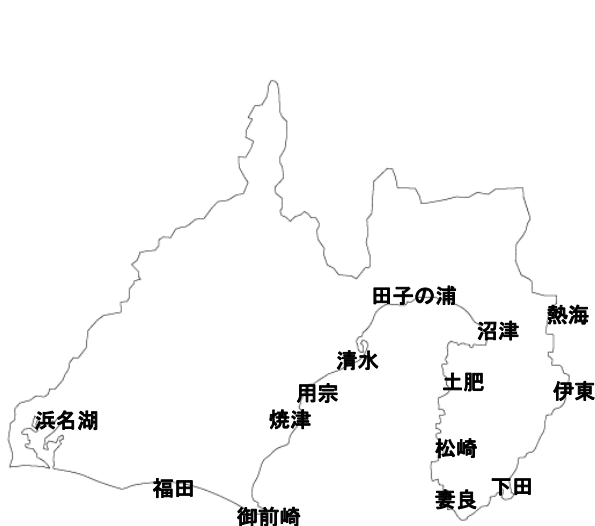 田子の浦
熱海
沼津
清水
土肥
用宗
伊東
焼津
浜名湖
松崎
福田
下田
妻良
御前崎